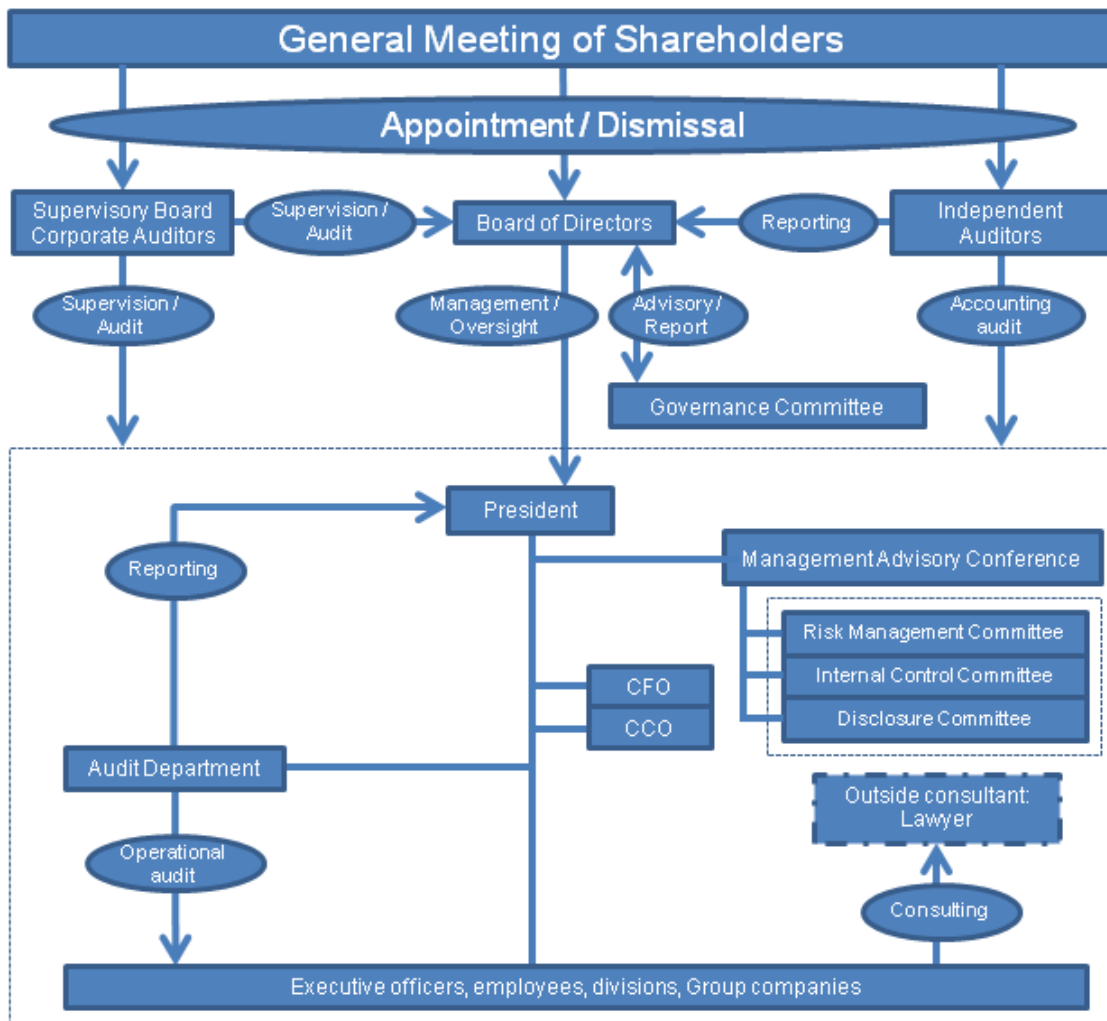 General Meeting of Shareholders
Appointment / Dismissal
Supervisory Board
Corporate Auditors
Supervision /
Audit
Board of Directors
Reporting
Independent
Auditors
Supervision /
Audit
Management /
Oversight
Advisory /
Report
Accounting
audit
Governance Committee
President
Reporting
Management Advisory Conference
Risk Management Committee
Internal Control Committee
Disclosure Committee
CFO
CCO
Audit Department
Outside consultant:
Lawyer
Operational
audit
Consulting
Executive officers, employees, divisions, Group companies